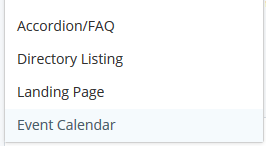 Accordion/FAQ
Directory Listing
Landing Page
Event Calendar